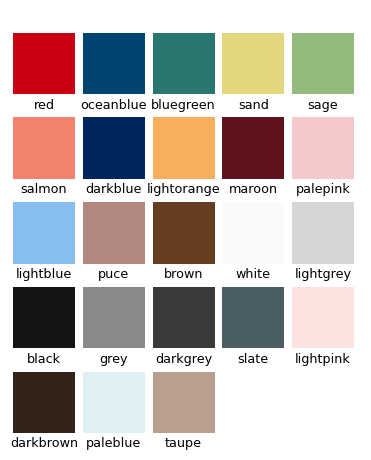 red oceanblue bluegreen sand sage
salmon darkblue lightorange maroon palepink
lightblue puce brown white lightgrey
black grey darkgrey slate lightpink
darkbrown paleblue taupe